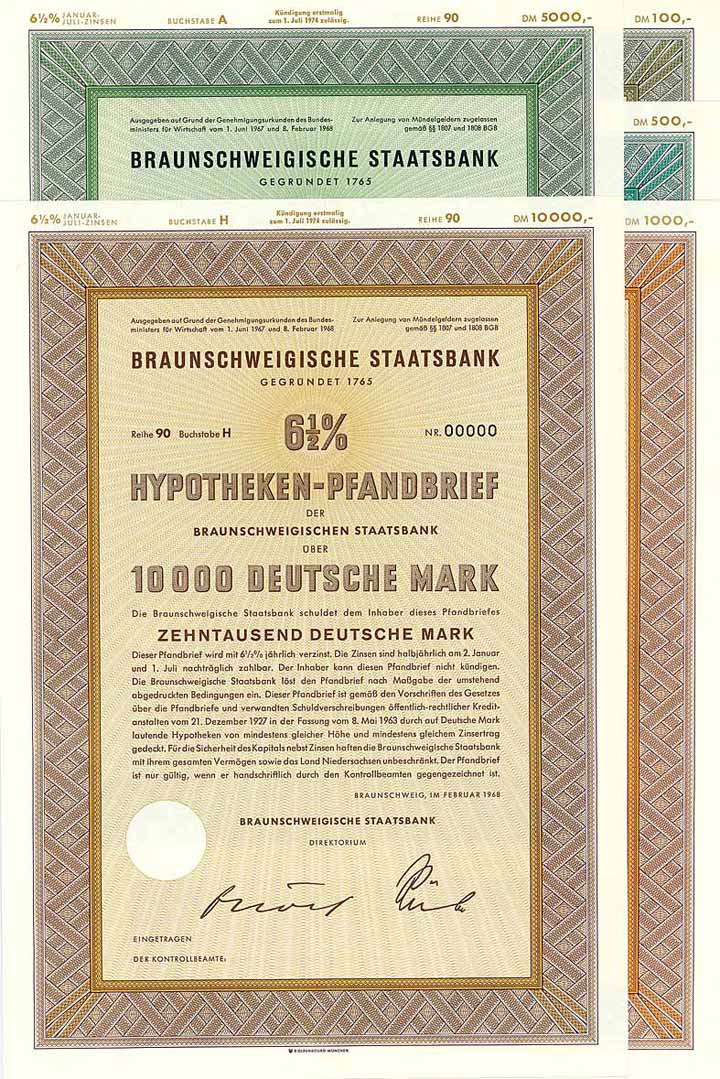 6½% JANUAR-
JULI-ZINSEN
BUCHSTABE A
Kündigung erstmalig
zum 1. Juli 1974 zulässig.
REIHE 90
DM 5000,-
DM 100,-
Ausgegeben auf Grund der Genehmigungsurkunden des Bundes-
ministers für Wirtschaft vom 1. Juni 1967 und 8. Februar 1968
Zur Anlegung von Mündelgeldern zugelassen
gemäß §§ 1807 und 1808 BGB
DM 500,-
BRAUNSCHWEIGISCHE STAATSBANK
GEGRÜNDET 1765
6½% JANUAR-
JULI-ZINSEN
BUCHSTABE H
Kündigung erstmalig
zum 1. Juli 1974 zulässig.
REIHE 90
DM 10000,-
DM 1000,-
Ausgegeben auf Grund der Genehmigungsurkunden des Bundes-
ministers für Wirtschaft vom 1. Juni 1967 und 8. Februar 1968
Zur Anlegung von Mündelgeldern zugelassen
gemäß §§ 1807 und 1808 BGB
BRAUNSCHWEIGISCHE STAATSBANK
GEGRÜNDET 1765
Reihe 90 Buchstabe H
6½%
NR. 00000
HYPOTHEKEN-PFANDBRIEF
DER
BRAUNSCHWEIGISCHEN STAATSBANK
ÜBER
10 000 DEUTSCHE MARK
Die Braunschweigische Staatsbank schuldet dem Inhaber dieses Pfandbriefes
ZEHNTAUSEND DEUTSCHE MARK
Dieser Pfandbrief wird mit 6½% jährlich verzinst. Die Zinsen sind halbjährlich am 2. Januar
und 1. Juli nachträglich zahlbar. Der Inhaber kann diesen Pfandbrief nicht kündigen.
Die Braunschweigische Staatsbank löst den Pfandbrief nach Maßgabe der umstehend
abgedruckten Bedingungen ein. Dieser Pfandbrief ist gemäß den Vorschriften des Gesetzes
über die Pfandbriefe und verwandten Schuldverschreibungen öffentlich-rechtlicher Kredit-
anstalten vom 21. Dezember 1927 in der Fassung vom 8. Mai 1963 durch auf Deutsche Mark
lautende Hypotheken von mindestens gleicher Höhe und mindestens gleichem Zinsertrag
gedeckt. Für die Sicherheit des Kapitals nebst Zinsen haften die Braunschweigische Staatsbank
mit ihrem gesamten Vermögen sowie das Land Niedersachsen unbeschränkt. Der Pfandbrief
ist nur gültig, wenn er handschriftlich durch den Kontrollbeamten gegengezeichnet ist.
BRAUNSCHWEIG, IM FEBRUAR 1968
BRAUNSCHWEIGISCHE STAATSBANK
DIREKTORIUM
EINGETRAGEN
DER KONTROLLBEAMTE:
R. OLDENBOURG MÜNCHEN